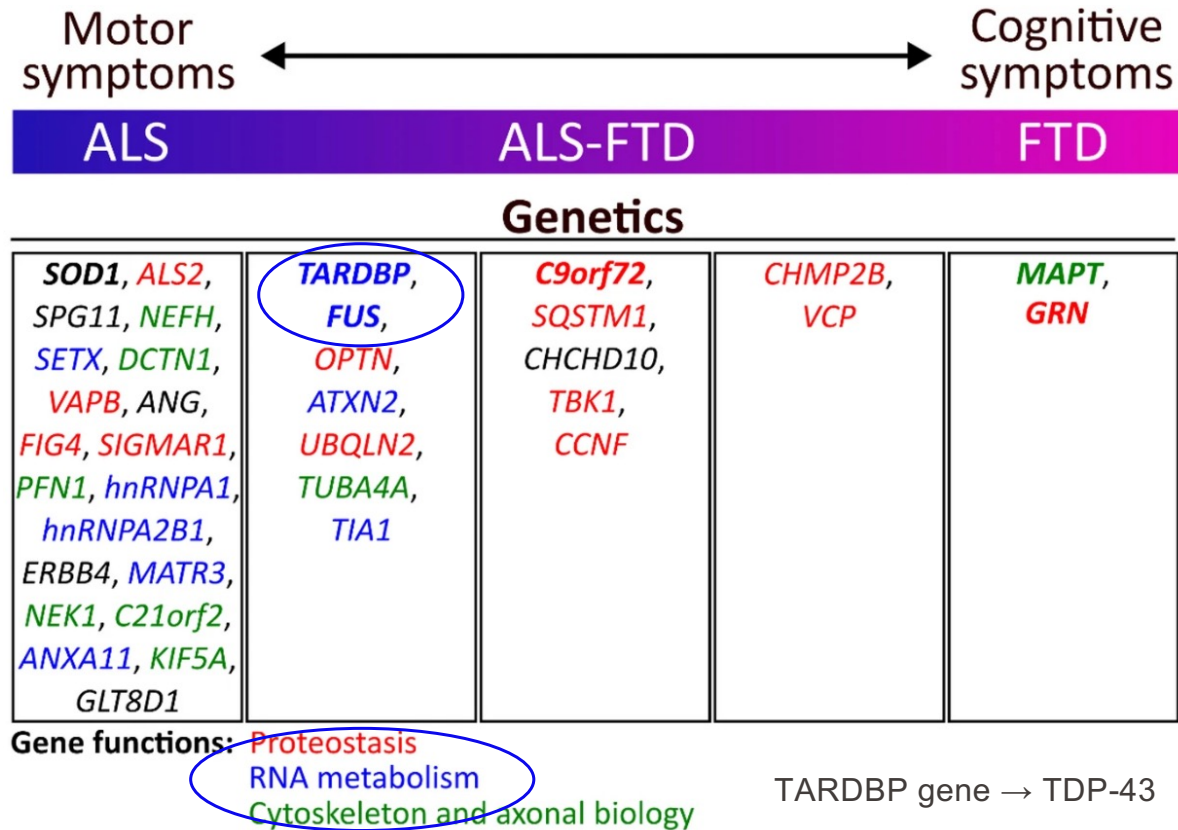 Motor
symptoms
Cognitive
symptoms
ALS
ALS-FTD
FTD
Genetics
SOD1, ALS2,
SPG11, NEFH,
SETX, DCTN1,
VAPB, ANG,
FIG4, SIGMAR1,
PFN1, hnRNPA1,
hnRNPA2B1,
ERBB4, MATR3,
NEK1, C21orf2,
ANXA11, KIF5A,
GLT8D1
TARDBP,
FUS,
OPTN,
ATXN2,
UBQLN2,
TUBA4A,
TIA1
C9orf72,
SQSTM1,
CHCHD10,
TBK1,
CCNF
CHMP2B,
VCP
MAPT,
GRN
Gene functions: Proteostasis
RNA metabolism
Cytoskeleton and axonal biology
TARDBP gene → TDP-43